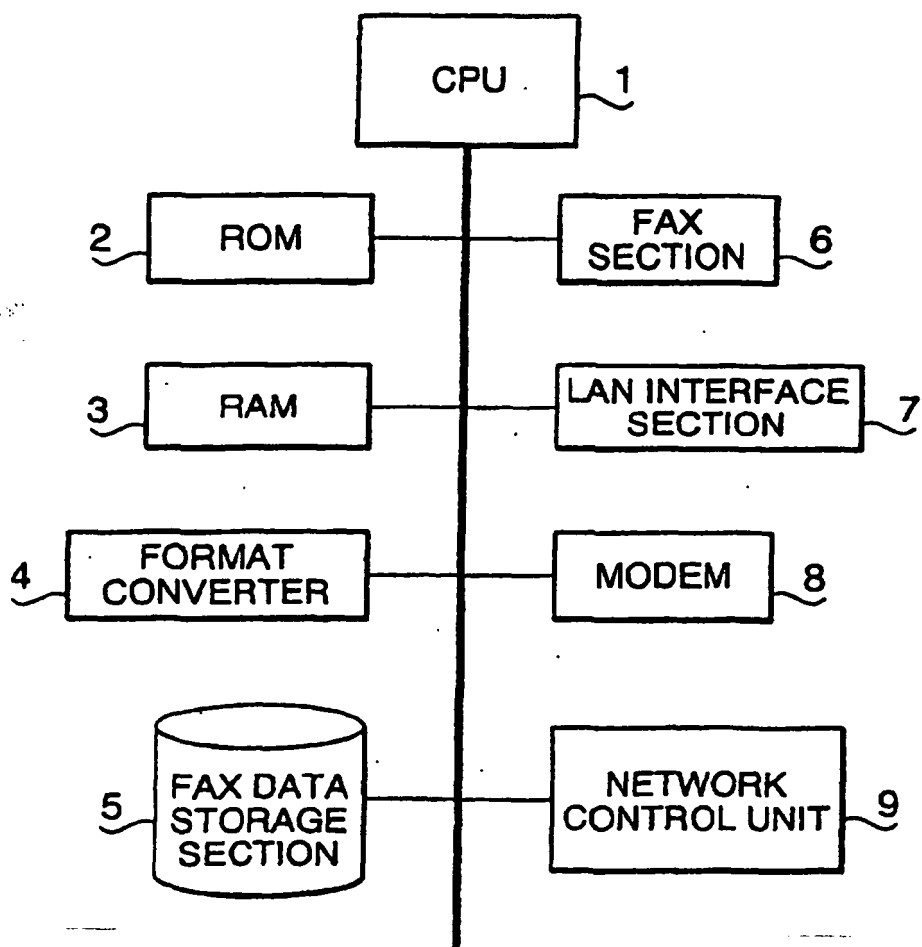 CPU
1
2
ROM
FAX
SECTION
6
3
RAM
LAN INTERFACE
SECTION
7
4
FORMAT
CONVERTER
MODEM
8
5
FAX DATA
STORAGE
SECTION
NETWORK
CONTROL UNIT
9